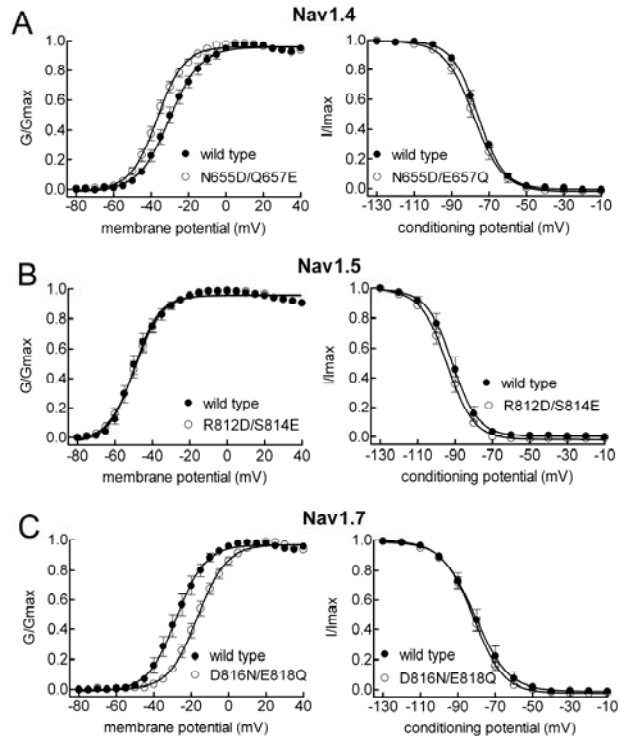 Nav1.4
A
G/Gmax
1.0
0.8
0.6
0.4
0.2
0.0
wild type
N655D/Q657E
-80 -60 -40 -20 0 20 40
membrane potential (mV)
I/Imax
1.0
0.8
0.6
0.4
0.2
0.0
wild type
N655D/E657Q
-130 -110 -90 -70 -50 -30 -10
conditioning potential (mV)
Nav1.5
B
G/Gmax
1.0
0.8
0.6
0.4
0.2
0.0
wild type
R812D/S814E
-80 -60 -40 -20 0 20 40
membrane potential (mV)
I/Imax
1.0
0.8
0.6
0.4
0.2
0.0
wild type
R812D/S814E
-130 -110 -90 -70 -50 -30 -10
conditioning potential (mV)
Nav1.7
C
G/Gmax
1.0
0.8
0.6
0.4
0.2
0.0
wild type
D816N/E818Q
-80 -60 -40 -20 0 20 40
membrane potential (mV)
I/Imax
1.0
0.8
0.6
0.4
0.2
0.0
wild type
D816N/E818Q
-130 -110 -90 -70 -50 -30 -10
conditioning potential (mV)